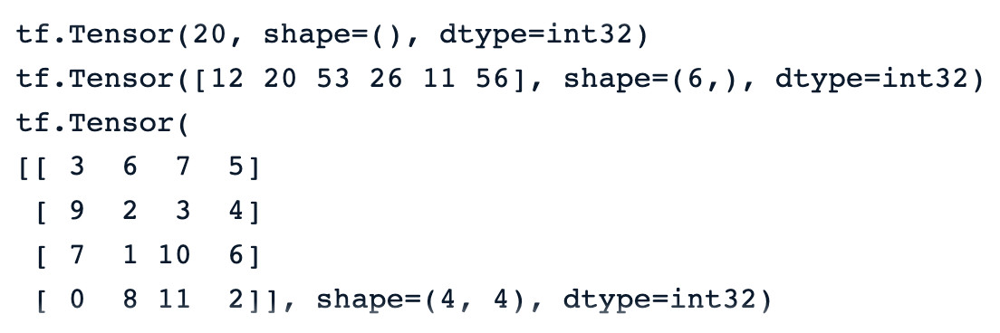 tf.Tensor(20, shape=(), dtype=int32)
tf.Tensor([12 20 53 26 11 56], shape=(6,), dtype=int32)
tf.Tensor(
[[ 3  6  7  5]
 [ 9  2  3  4]
 [ 7  1 10  6]
 [ 0  8 11  2]], shape=(4, 4), dtype=int32)